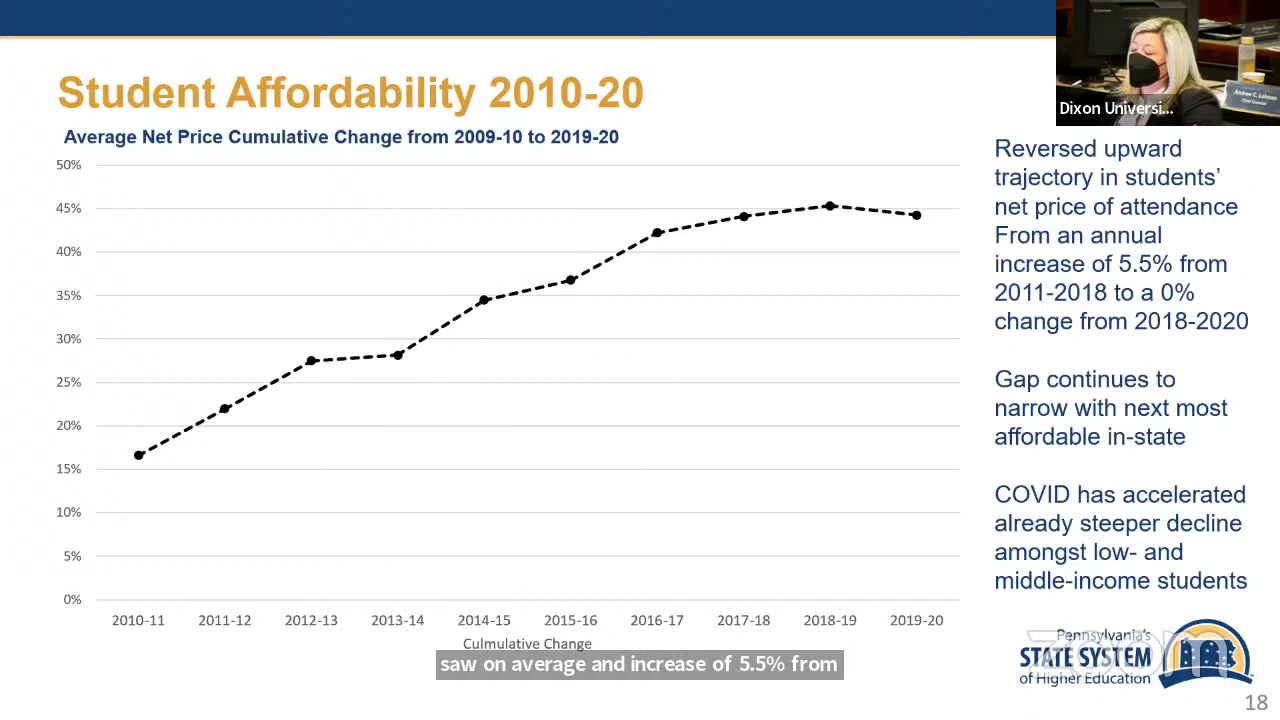 Student Affordability 2010-20
Average Net Price Cumulative Change from 2009-10 to 2019-20
50%
45%
40%
35%
30%
25%
20%
15%
10%
5%
0%
2010-11 2011-12 2012-13 2013-14 2014-15 2015-16 2016-17 2017-18 2018-19 2019-20
Culmulative Change
saw on average and increase of 5.5% from
Dixon Universi...
Andrew C. Lehman
Chief Counsel
Reversed upward
trajectory in students’
net price of attendance
From an annual
increase of 5.5% from
2011-2018 to a 0%
change from 2018-2020
Gap continues to
narrow with next most
affordable in-state
COVID has accelerated
already steeper decline
amongst low- and
middle-income students
Pennsylvania's
STATE SYSTEM
of Higher Education
zoom
18